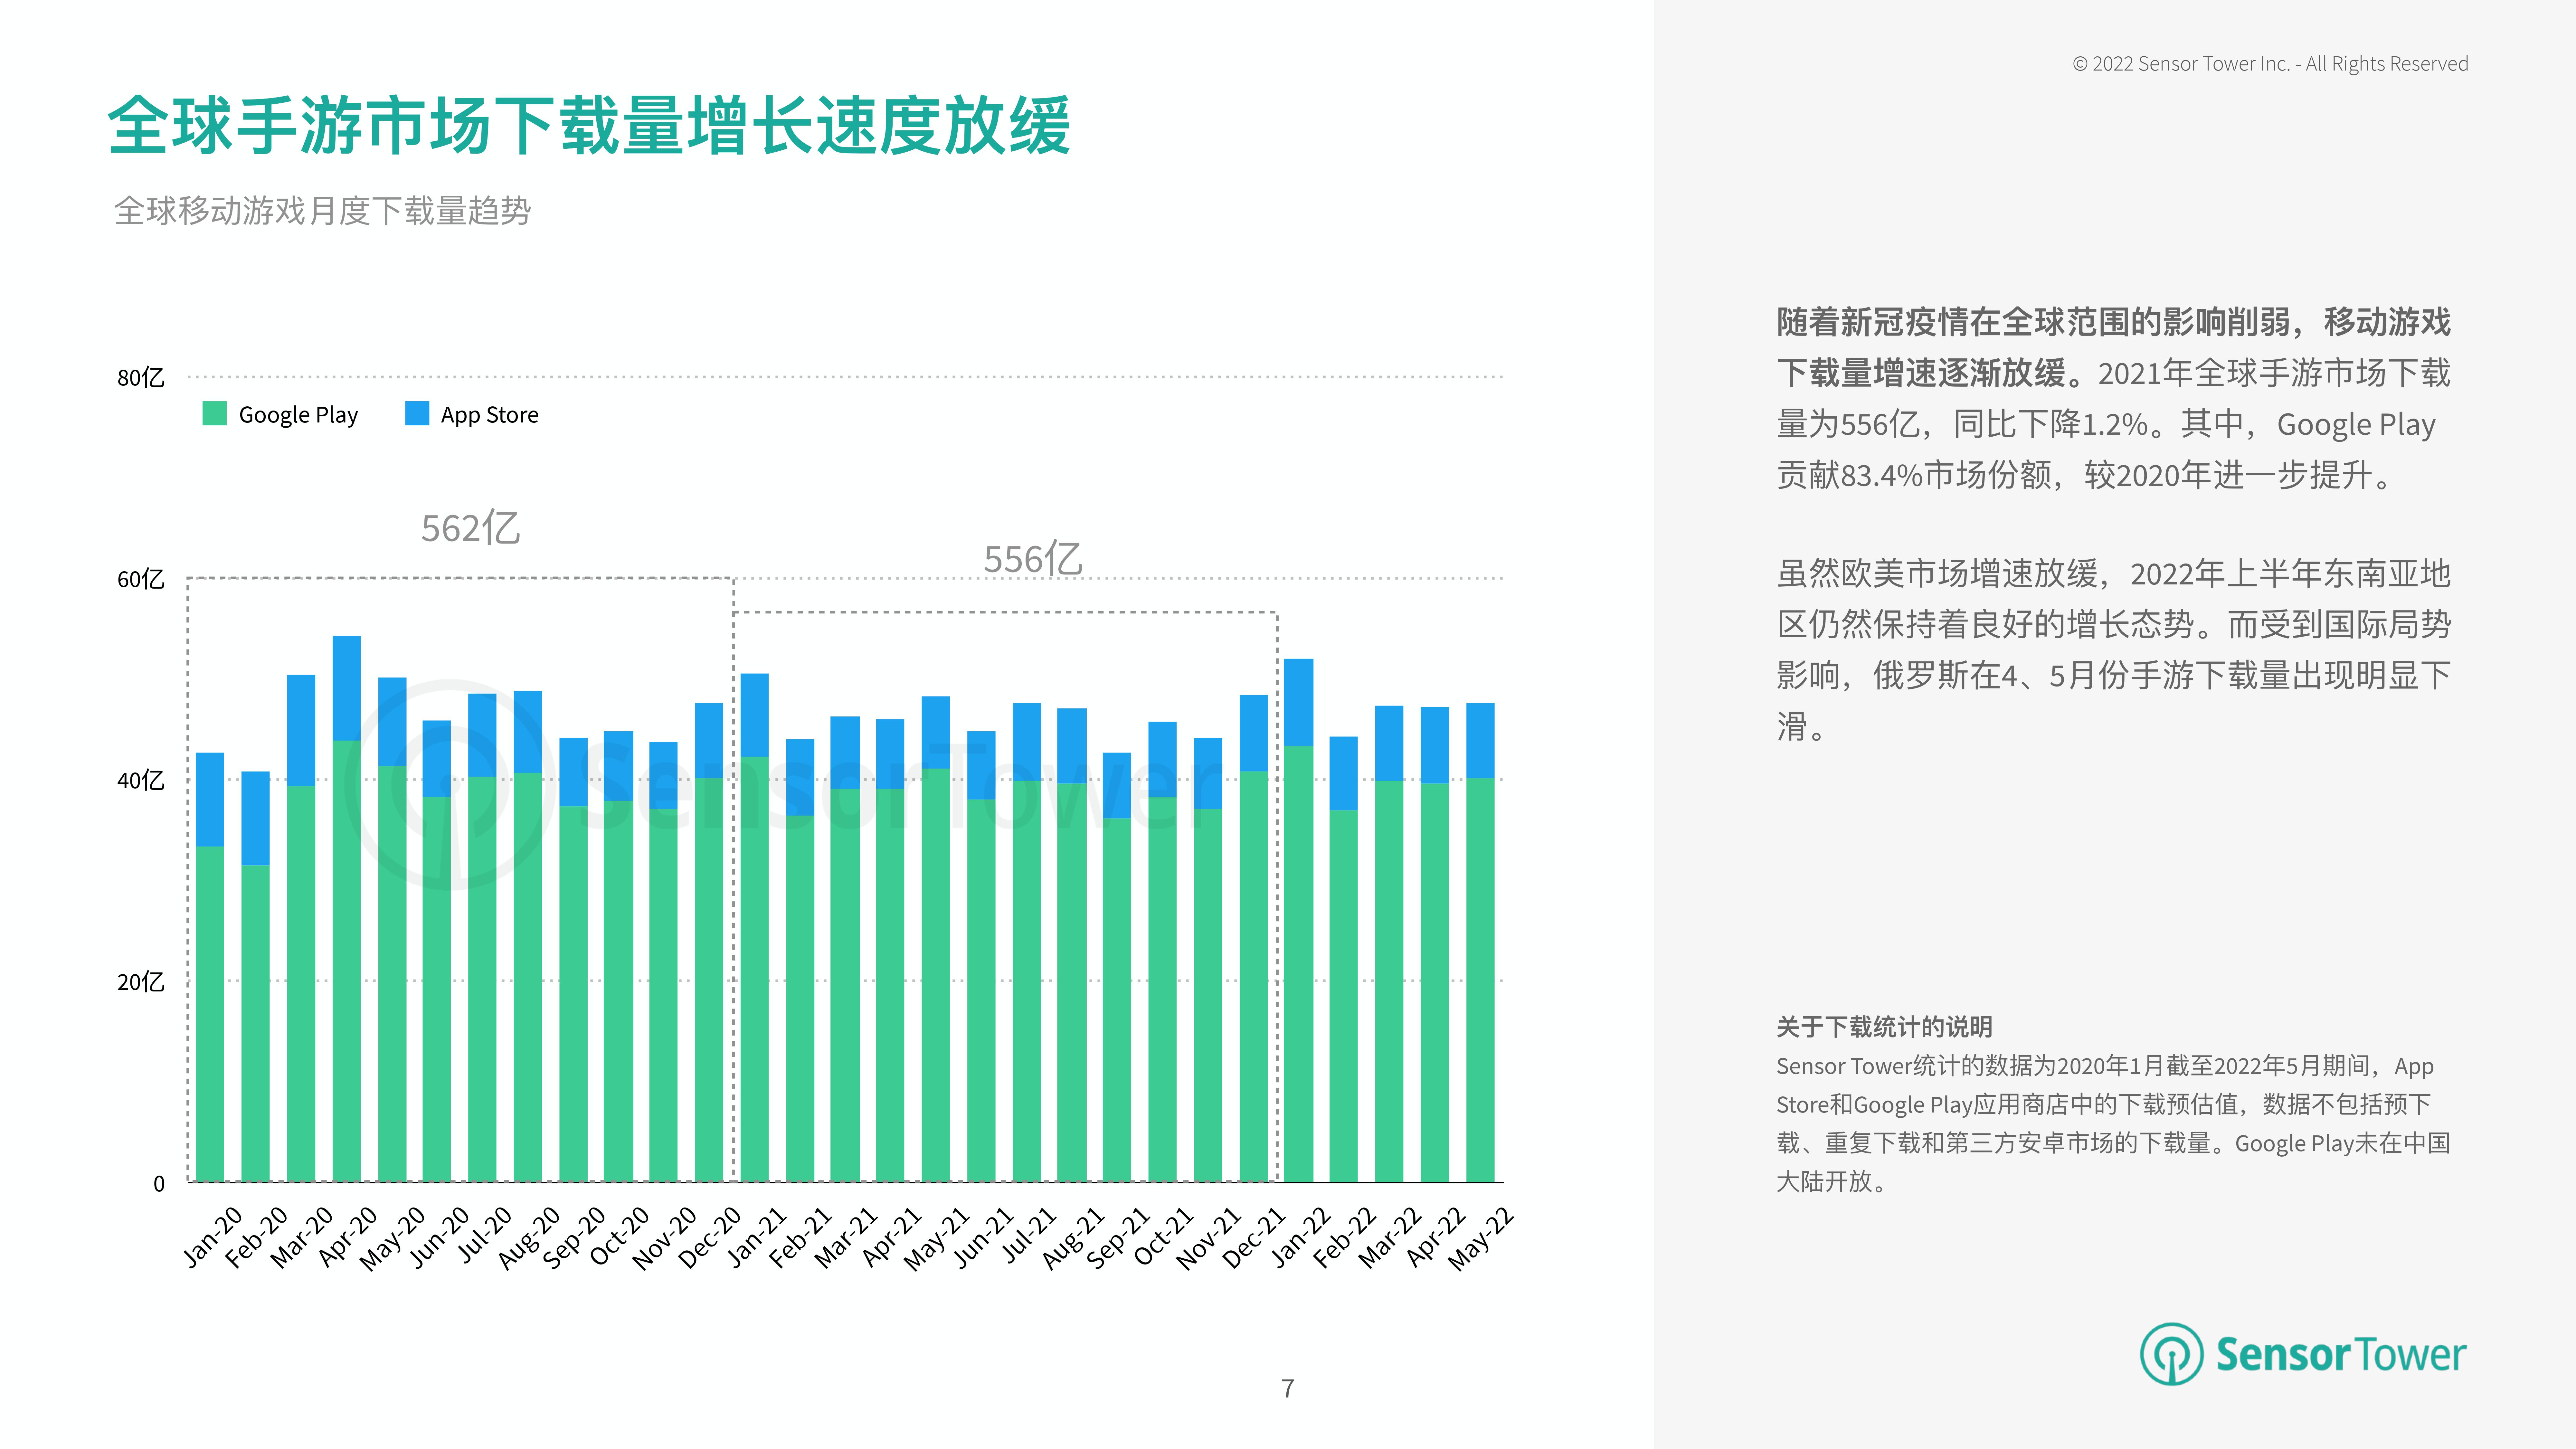 © 2022 Sensor Tower Inc. - All Rights Reserved
全球手游市场下载量增长速度放缓
全球移动游戏月度下载量趋势
80亿
Google Play
App Store
562亿
556亿
60亿
40亿
20亿
0
SensorTower
Jan-20
Feb-20
Mar-20
Apr-20
May-20
Jun-20
Jul-20
Aug-20
Sep-20
Oct-20
Nov-20
Dec-20
Jan-21
Feb-21
Mar-21
Apr-21
May-21
Jun-21
Jul-21
Aug-21
Sep-21
Oct-21
Nov-21
Dec-21
Jan-22
Feb-22
Mar-22
Apr-22
May-22
随着新冠疫情在全球范围的影响削弱，移动游戏
下载量增速逐渐放缓。2021年全球手游市场下载
量为556亿，同比下降1.2%。其中，Google Play
贡献83.4%市场份额，较2020年进一步提升。
虽然欧美市场增速放缓，2022年上半年东南亚地
区仍然保持着良好的增长态势。而受到国际局势
影响，俄罗斯在4、5月份手游下载量出现明显下
滑。
关于下载统计的说明
Sensor Tower统计的数据为2020年1月截至2022年5月期间，App
Store和Google Play应用商店中的下载预估值，数据不包括预下
载、重复下载和第三方安卓市场的下载量。Google Play未在中国
大陆开放。
SensorTower
7